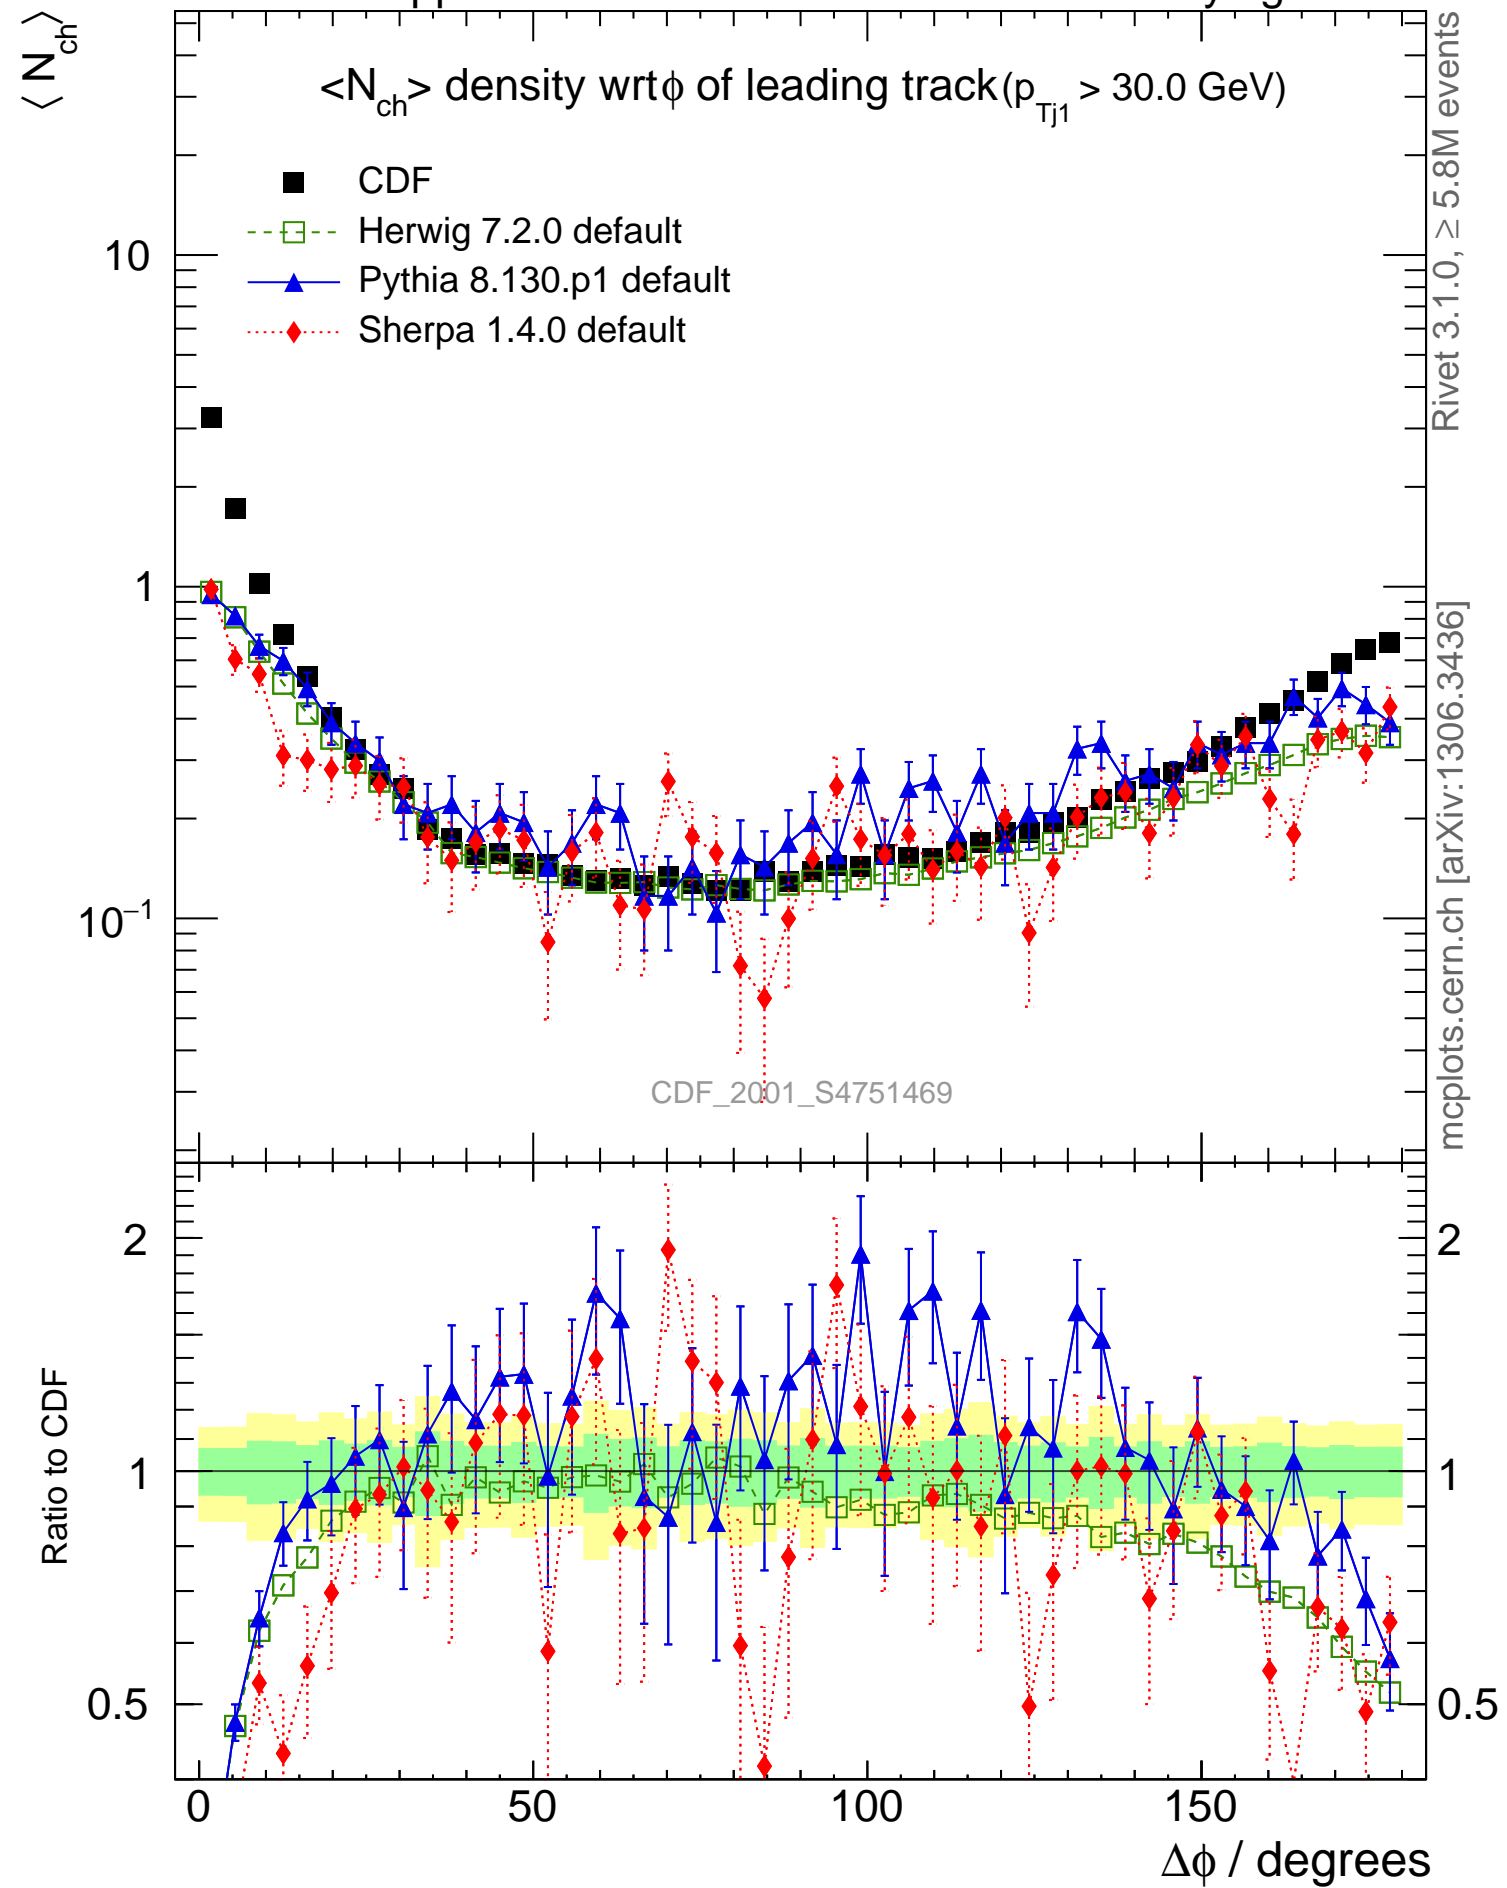 ⟨ N_ch ⟩
<N_ch> density wrt ϕ of leading track (p_Tj1 > 30.0 GeV)
CDF
Herwig 7.2.0 default
Pythia 8.130.p1 default
Sherpa 1.4.0 default
10
1
10⁻¹
CDF_2001_S4751469
Rivet 3.1.0, ≥ 5.8M events
mcplots.cern.ch [arXiv:1306.3436]
Ratio to CDF
2
1
0.5
2
1
0.5
0 50 100 150
Δϕ / degrees